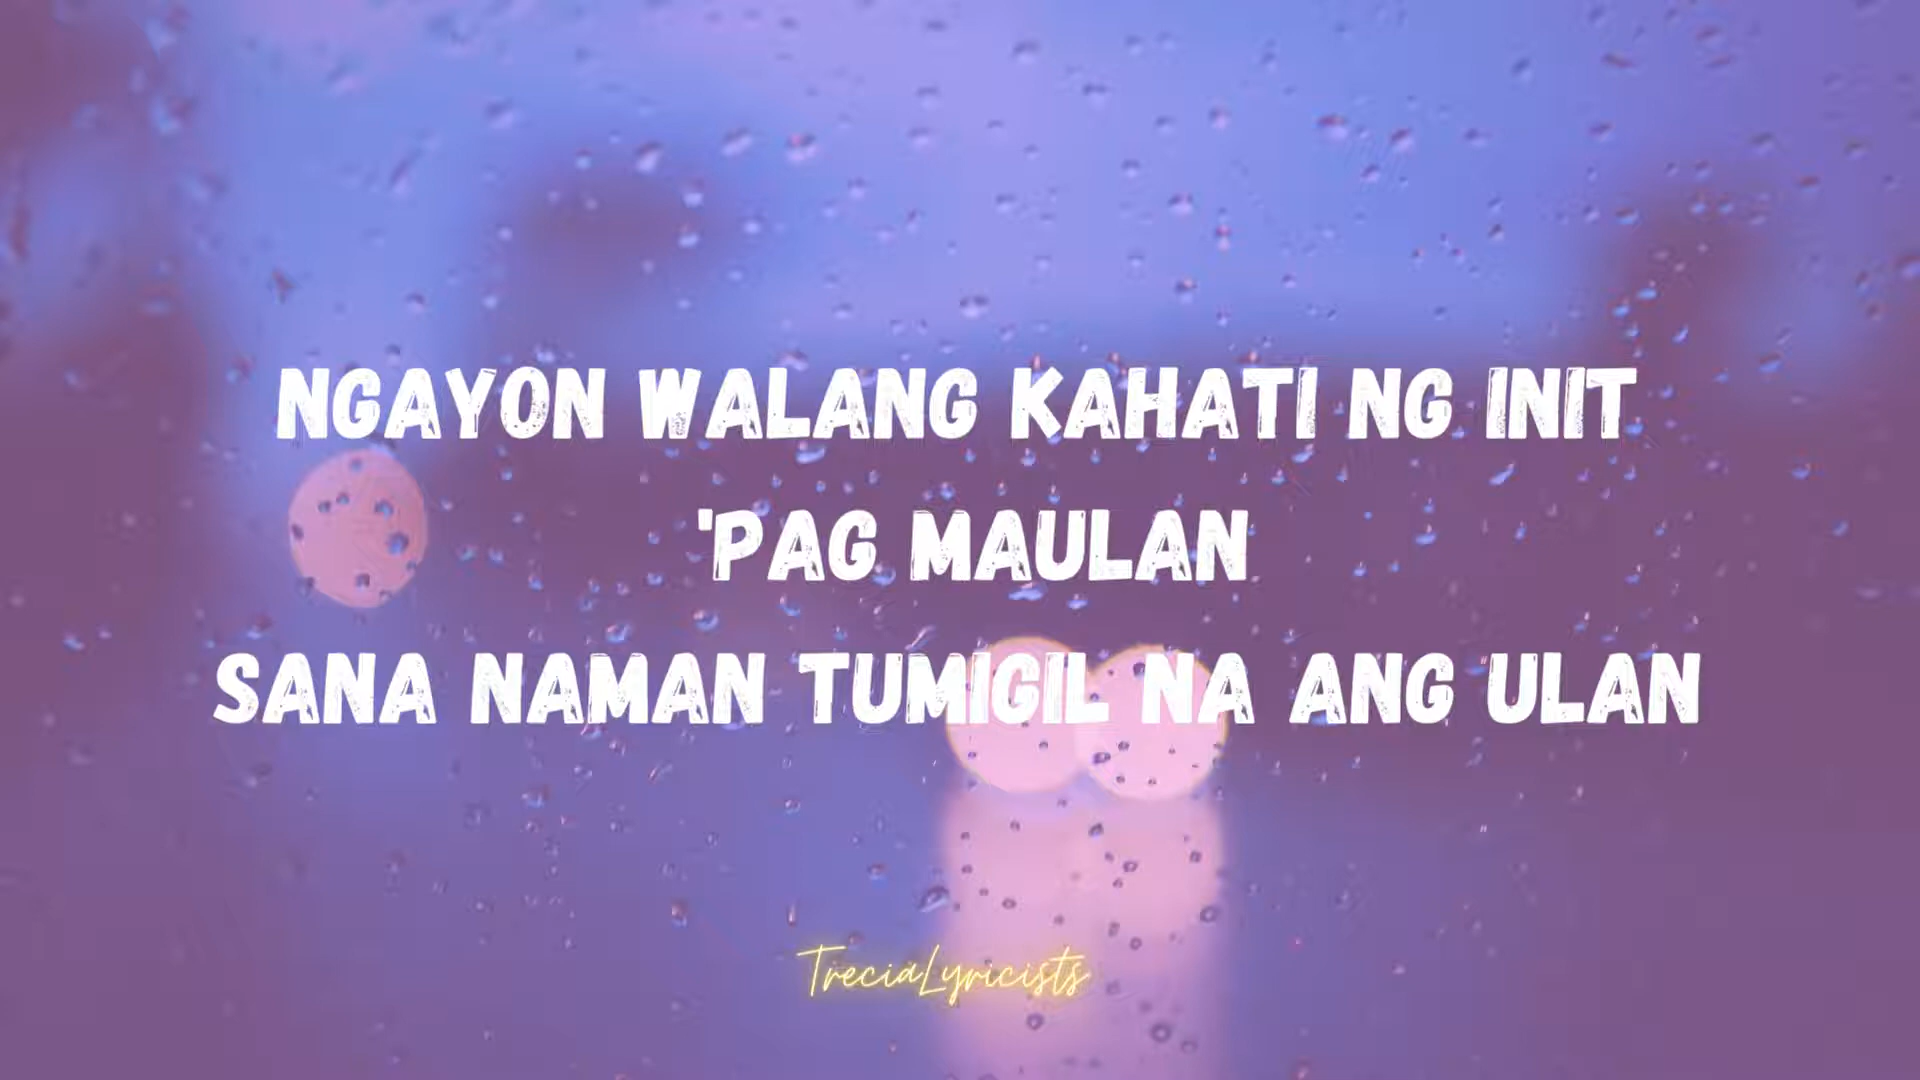 NGAYON WALANG KAHATI NG INIT
'PAG MAULAN
SANA NAMAN TUMIGIL NA ANG ULAN
TreciaLyricists